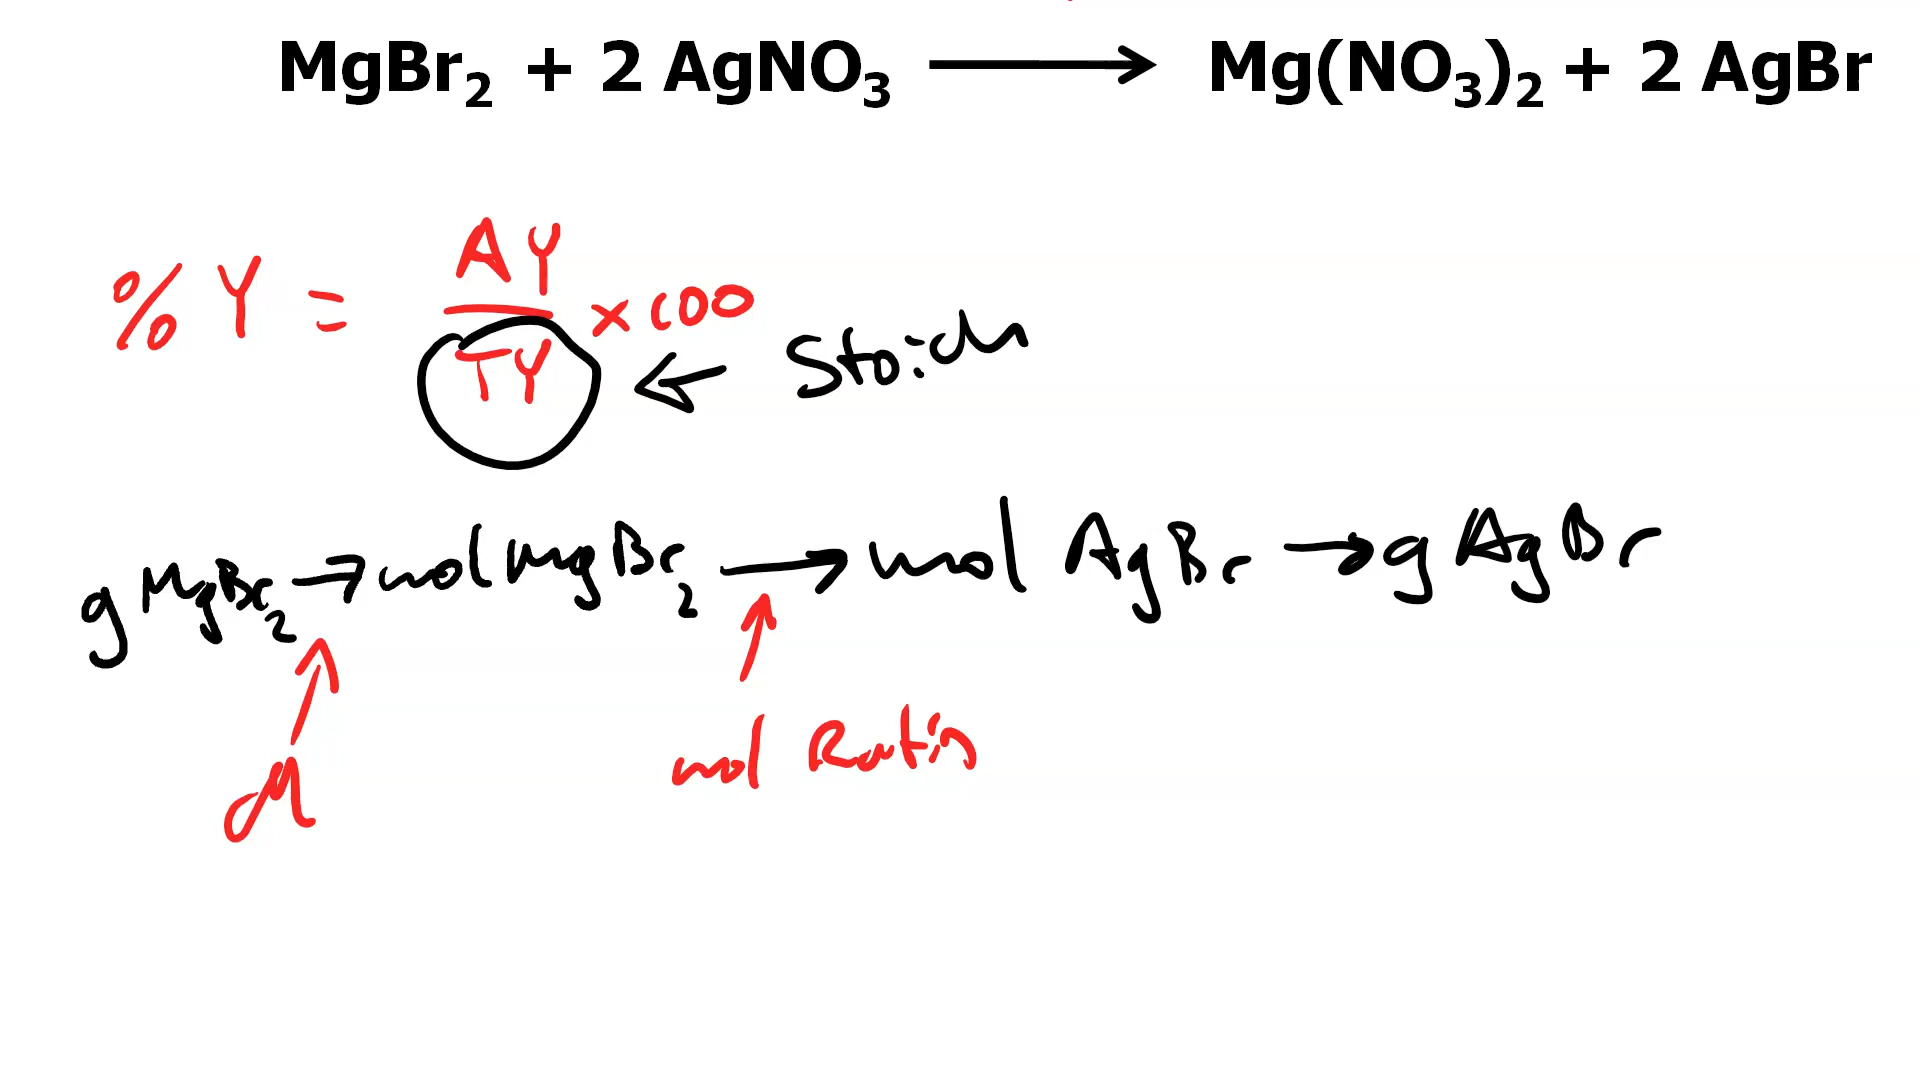 MgBr₂ + 2 AgNO₃ ⟶ Mg(NO₃)₂ + 2 AgBr
% Y = AY / TY × 100 ← Stoich
g MgBr₂ → mol MgBr₂ → mol AgBr → g AgBr
M
mol Ratio